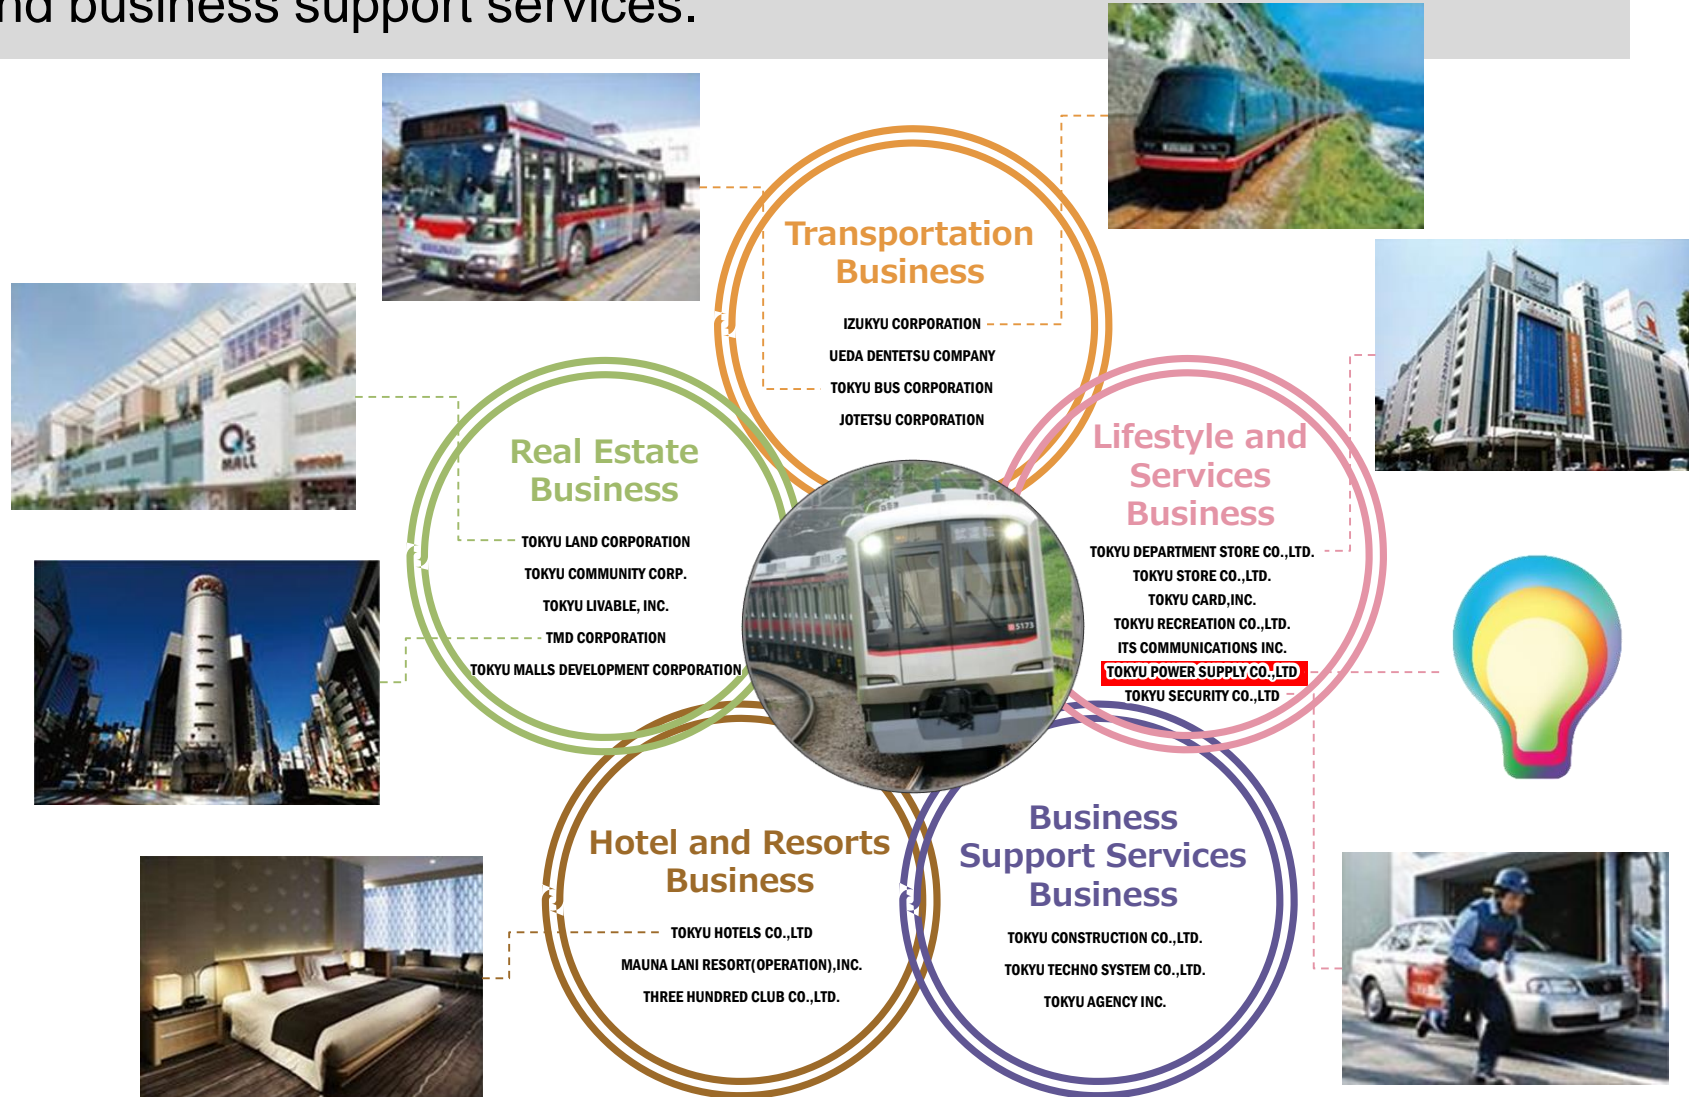 nd business support services.
Transportation
Business
IZUKYU CORPORATION
UEDA DENTETSU COMPANY
TOKYU BUS CORPORATION
JOTETSU CORPORATION
Real Estate
Business
TOKYU LAND CORPORATION
TOKYU COMMUNITY CORP.
TOKYU LIVABLE, INC.
TMD CORPORATION
TOKYU MALLS DEVELOPMENT CORPORATION
Lifestyle and
Services
Business
TOKYU DEPARTMENT STORE CO.,LTD.
TOKYU STORE CO.,LTD.
TOKYU CARD,INC.
TOKYU RECREATION CO.,LTD.
ITS COMMUNICATIONS INC.
TOKYU POWER SUPPLY CO.,LTD
TOKYU SECURITY CO.,LTD
Hotel and Resorts
Business
TOKYU HOTELS CO.,LTD
MAUNA LANI RESORT(OPERATION),INC.
THREE HUNDRED CLUB CO.,LTD.
Business
Support Services
Business
TOKYU CONSTRUCTION CO.,LTD.
TOKYU TECHNO SYSTEM CO.,LTD.
TOKYU AGENCY INC.
Q's
MALL
5173